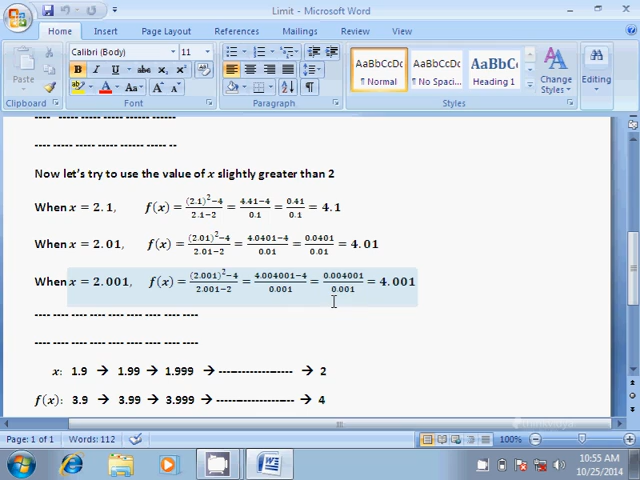 Limit - Microsoft Word
Home Insert Page Layout References Mailings Review View
Calibri (Body) 11
AaBbCcDc AaBbCcDc AaBbC
Paste
B I U abc x₂ x² Aa
A Aa A A
¶ Normal ¶ No Spaci... Heading 1
Change Styles
Editing
Clipboard Font Paragraph Styles
---- ----- ----- ----- ------ ------
---- ----- ----- ----- ------ ----- --
Now let's try to use the value of x slightly greater than 2
When x = 2.1, f(x) = ((2.1)²−4)/(2.1−2) = (4.41−4)/0.1 = 0.41/0.1 = 4.1
When x = 2.01, f(x) = ((2.01)²−4)/(2.01−2) = (4.0401−4)/0.01 = 0.0401/0.01 = 4.01
When x = 2.001, f(x) = ((2.001)²−4)/(2.001−2) = (4.004001−4)/0.001 = 0.004001/0.001 = 4.001
---- ---- ----- ---- ----- ---- ---- ----
---- ---- ----- ---- ----- ---- ---- ----
x: 1.9 → 1.99 → 1.999 → -------------------- → 2
f(x): 3.9 → 3.99 → 3.999 → --------------------- → 4
Page: 1 of 1 Words: 112 100%
10:55 AM
10/25/2014